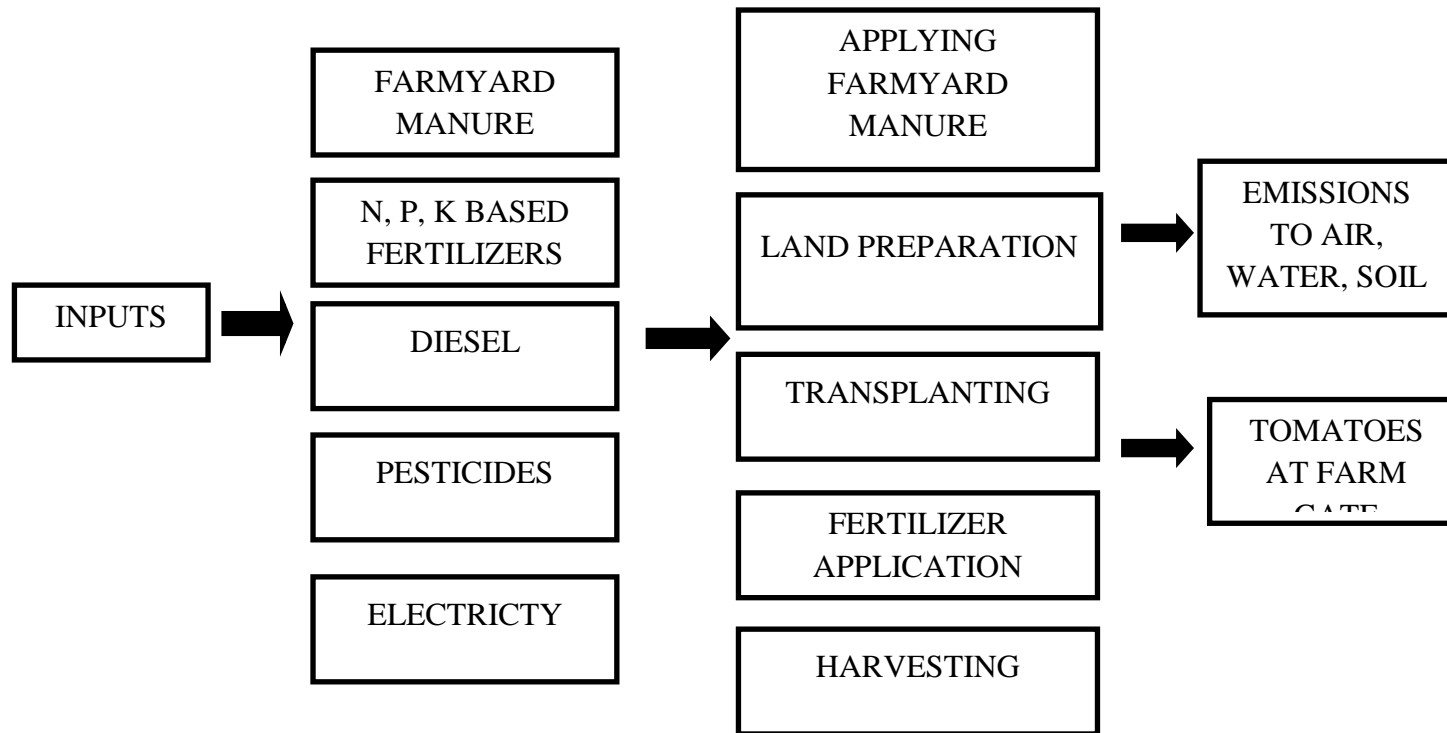 INPUTS
FARMYARD
MANURE
N, P, K BASED
FERTILIZERS
DIESEL
PESTICIDES
ELECTRICTY
APPLYING
FARMYARD
MANURE
LAND PREPARATION
TRANSPLANTING
FERTILIZER
APPLICATION
HARVESTING
EMISSIONS
TO AIR,
WATER, SOIL
TOMATOES
AT FARM
GATE